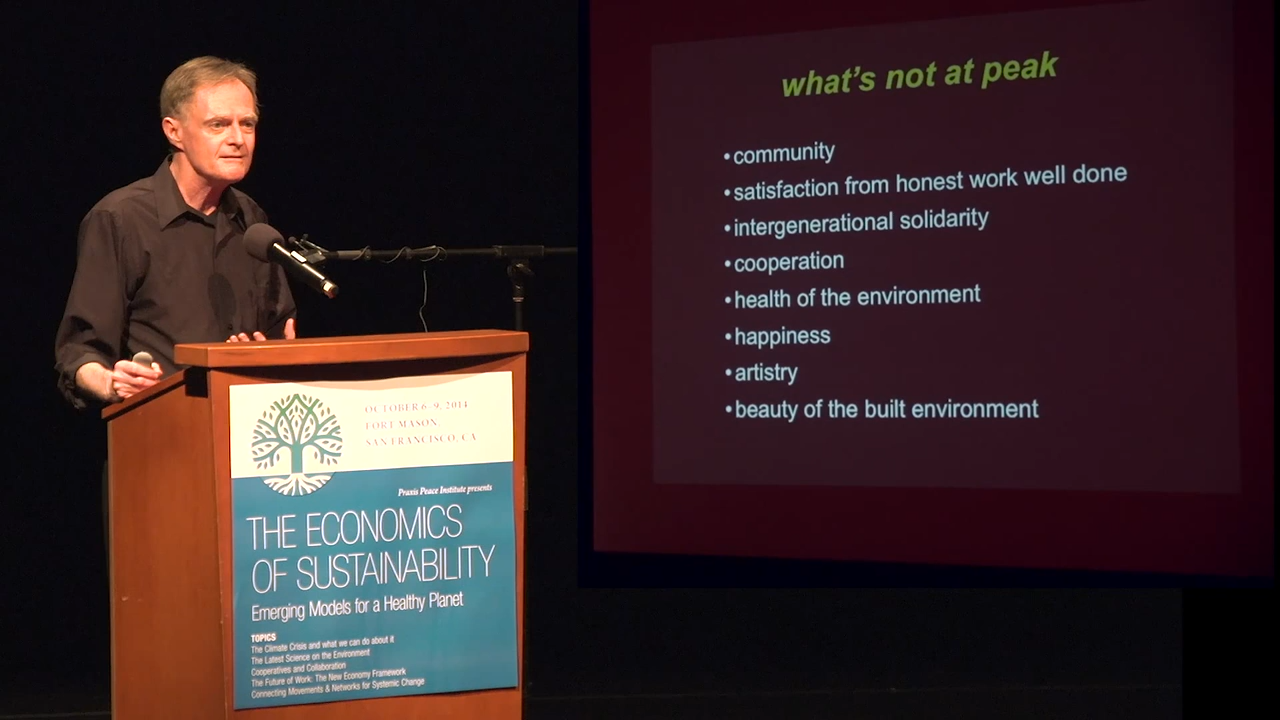 what's not at peak
•community
•satisfaction from honest work well done
•intergenerational solidarity
•cooperation
•health of the environment
•happiness
•artistry
•beauty of the built environment
OCTOBER 6–9, 2014
FORT MASON,
SAN FRANCISCO, CA
Praxis Peace Institute presents
THE ECONOMICS
OF SUSTAINABILITY
Emerging Models for a Healthy Planet
TOPICS
The Climate Crisis and what we can do about it
The Latest Science on the Environment
Cooperatives and Collaboration
The Future of Work: The New Economy Framework
Connecting Movements & Networks for Systemic Change